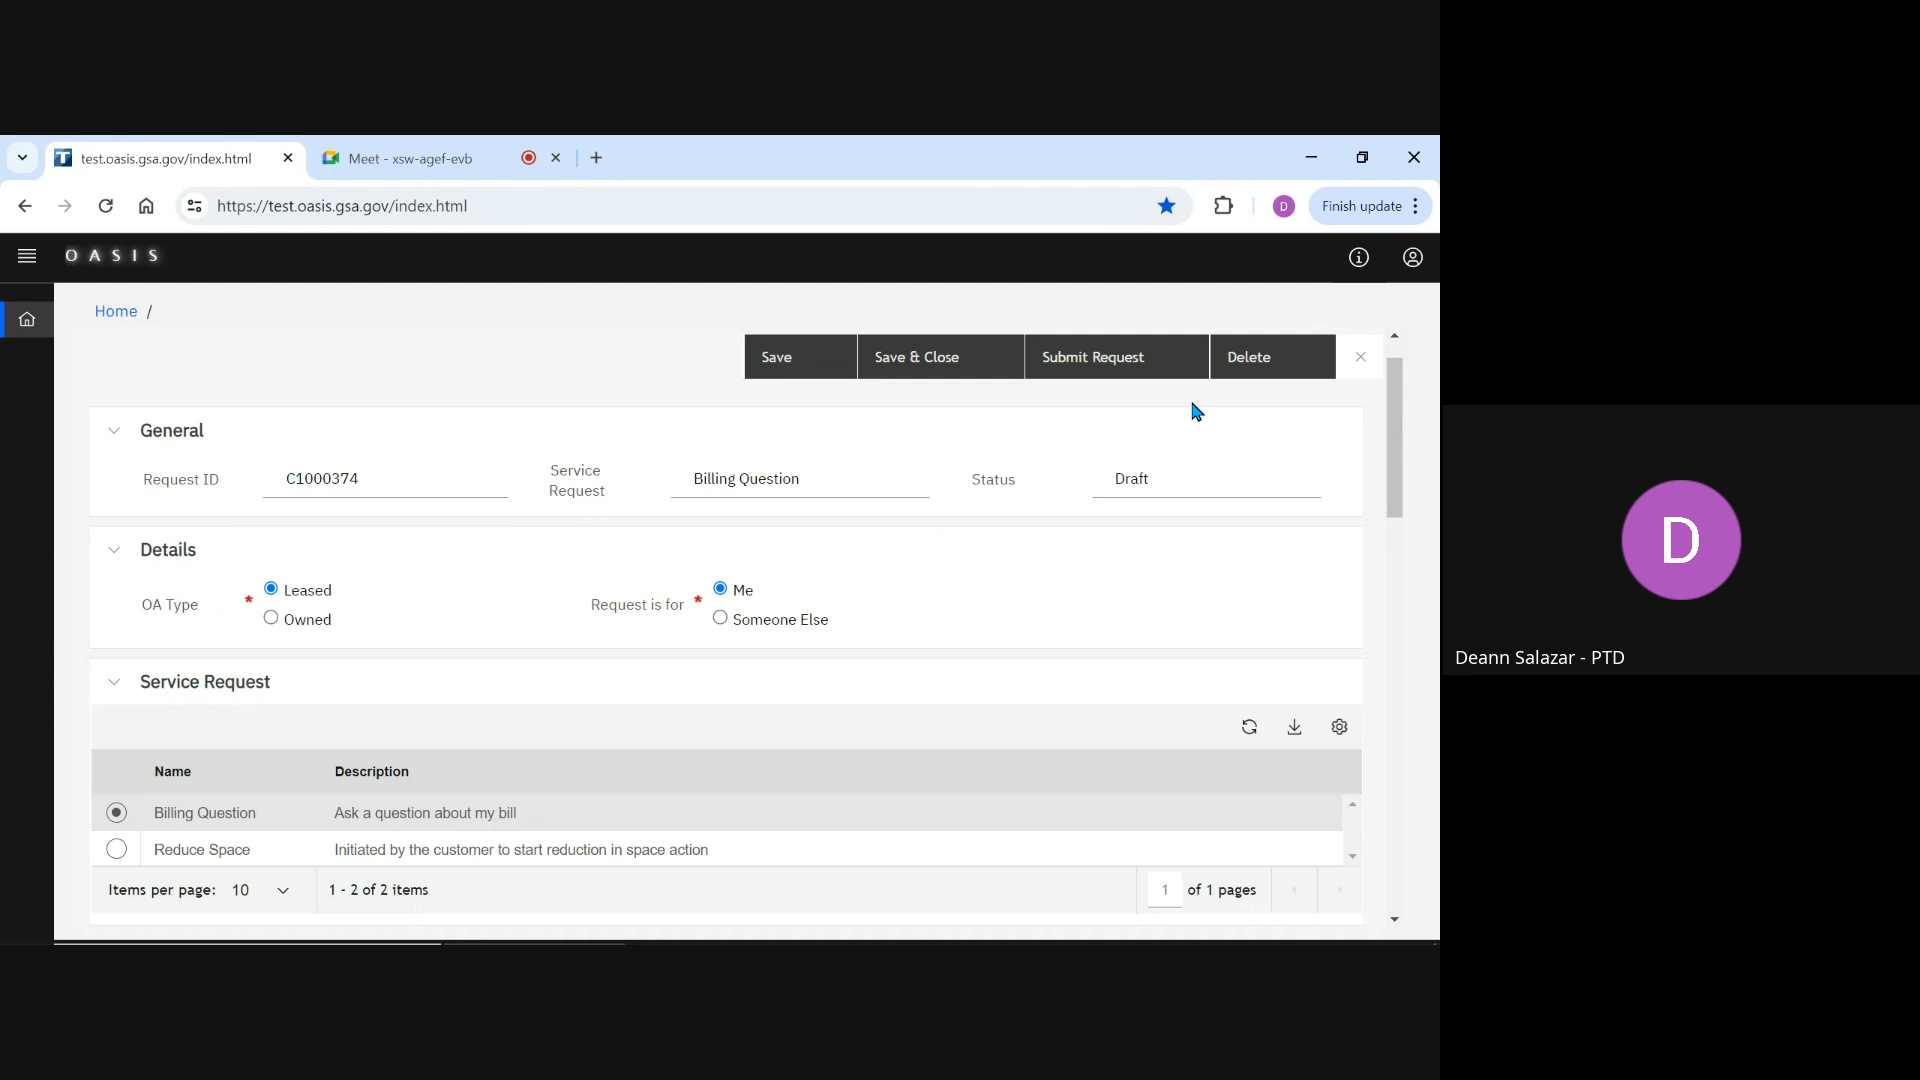 test.oasis.gsa.gov/index.html
Meet - xsw-agef-evb
https://test.oasis.gsa.gov/index.html
D
Finish update
OASIS
Home /
Save
Save & Close
Submit Request
Delete
General
Request ID
C1000374
Service
Request
Billing Question
Status
Draft
Details
OA Type
*
Leased
Owned
Request is for
*
Me
Someone Else
Service Request
Name
Description
Billing Question
Ask a question about my bill
Reduce Space
Initiated by the customer to start reduction in space action
Items per page: 10
1 - 2 of 2 items
1 of 1 pages
D
Deann Salazar - PTD